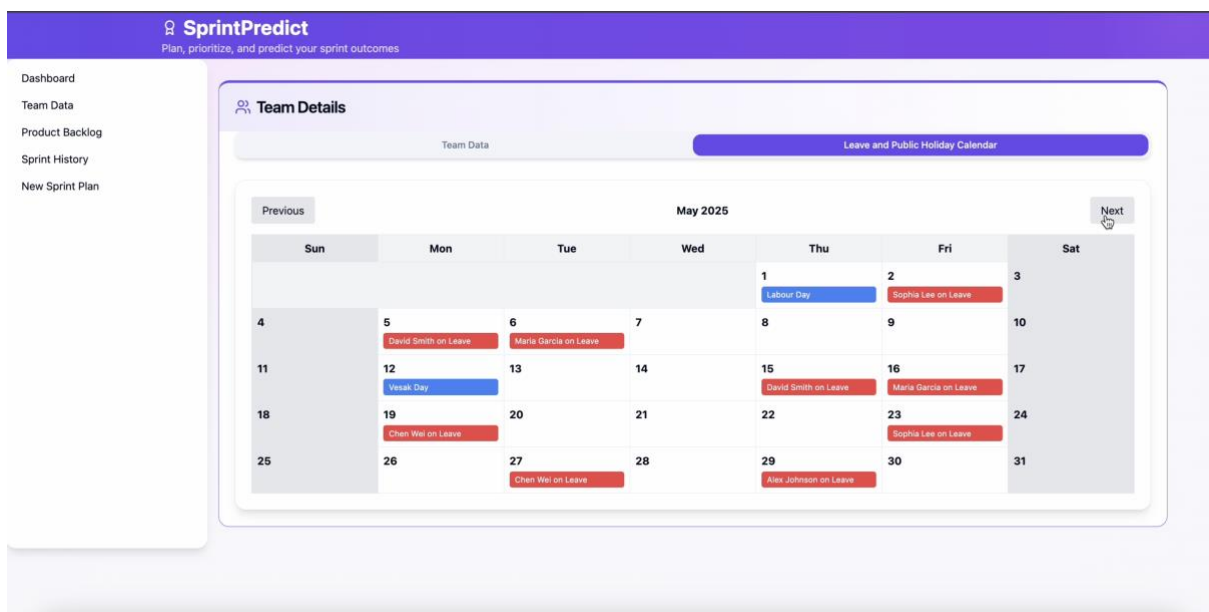 SprintPredict
Plan, prioritize, and predict your sprint outcomes
Dashboard
Team Data
Product Backlog
Sprint History
New Sprint Plan
Team Details
Team Data Leave and Public Holiday Calendar
Previous May 2025 Next
Sun Mon Tue Wed Thu Fri Sat
1 2 3
Labour Day Sophia Lee on Leave
4 5 6 7 8 9 10
David Smith on Leave Maria Garcia on Leave
11 12 13 14 15 16 17
Vesak Day David Smith on Leave Maria Garcia on Leave
18 19 20 21 22 23 24
Chen Wei on Leave Sophia Lee on Leave
25 26 27 28 29 30 31
Chen Wei on Leave Alex Johnson on Leave